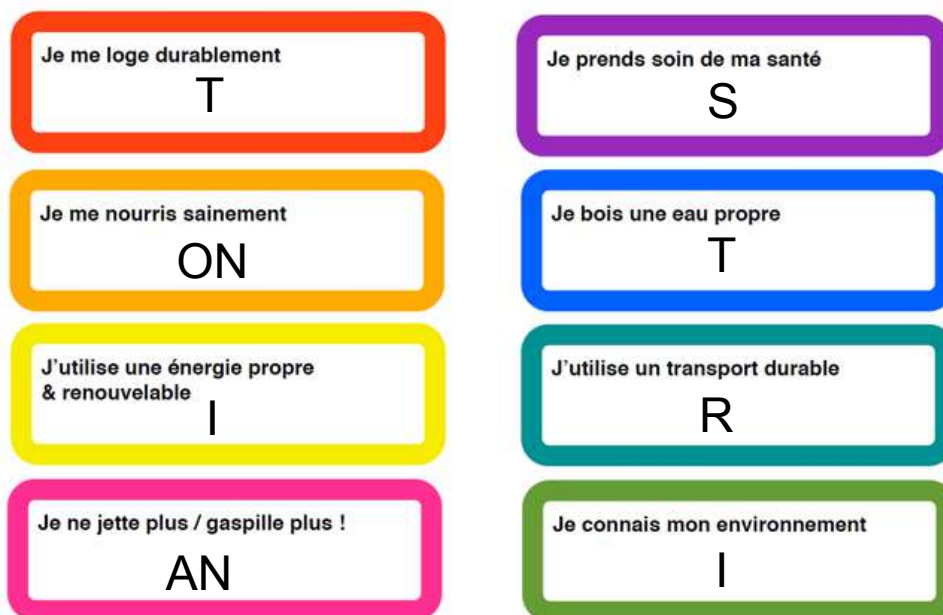 Je me loge durablement
T
Je me nourris sainement
ON
J'utilise une énergie propre
& renouvelable
I
Je ne jette plus / gaspille plus !
AN
Je prends soin de ma santé
S
Je bois une eau propre
T
J'utilise un transport durable
R
Je connais mon environnement
I